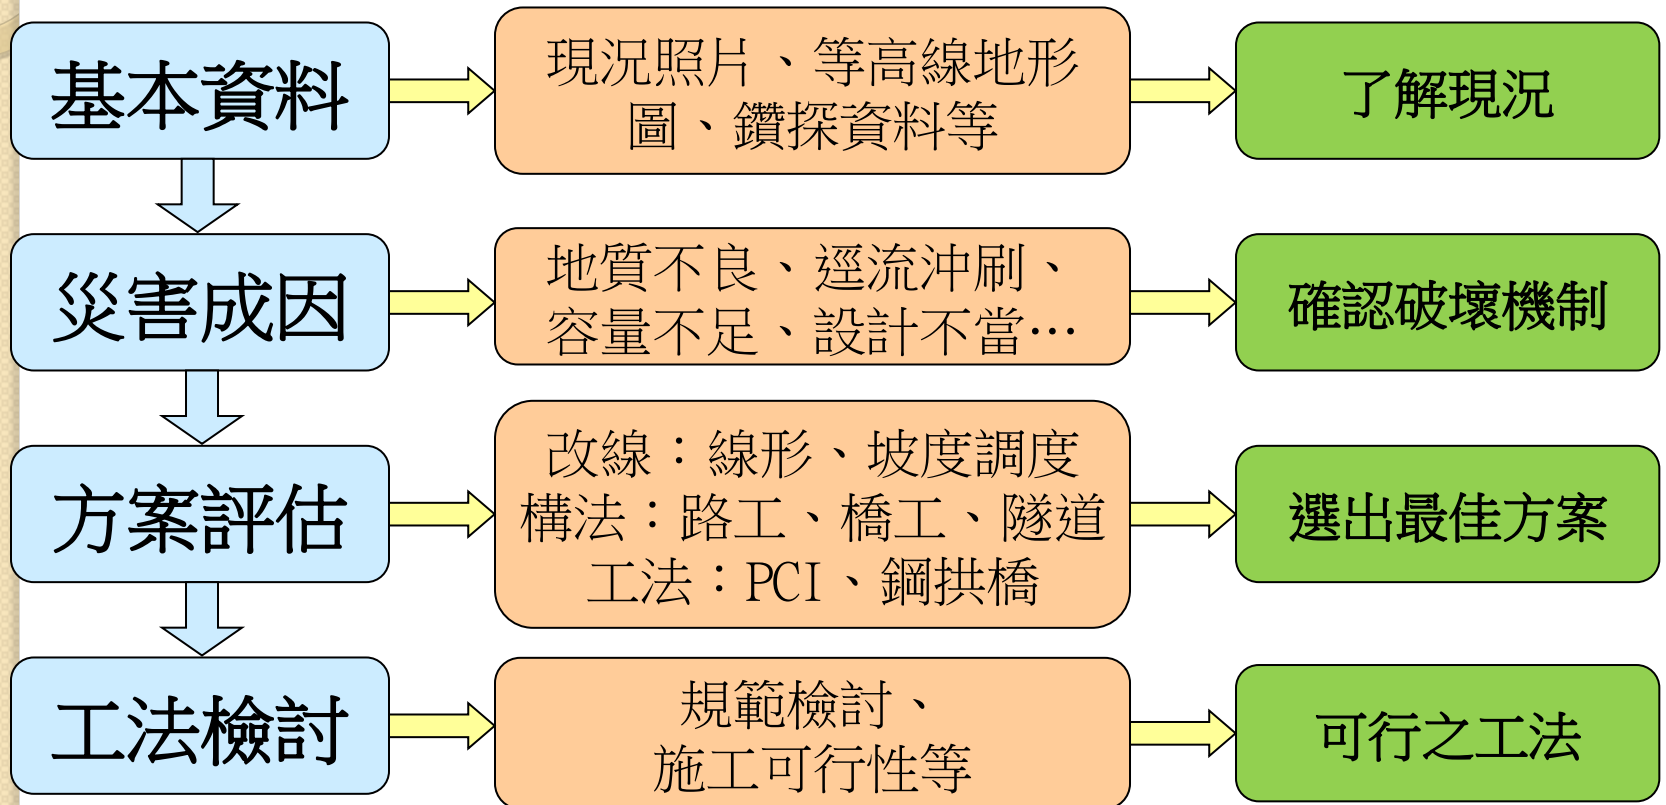 基本資料
現況照片、等高線地形
圖、鑽探資料等
了解現況
災害成因
地質不良、逕流沖刷、
容量不足、設計不當…
確認破壞機制
方案評估
改線：線形、坡度調度
構法：路工、橋工、隧道
工法：PCI、鋼拱橋
選出最佳方案
工法檢討
規範檢討、
施工可行性等
可行之工法